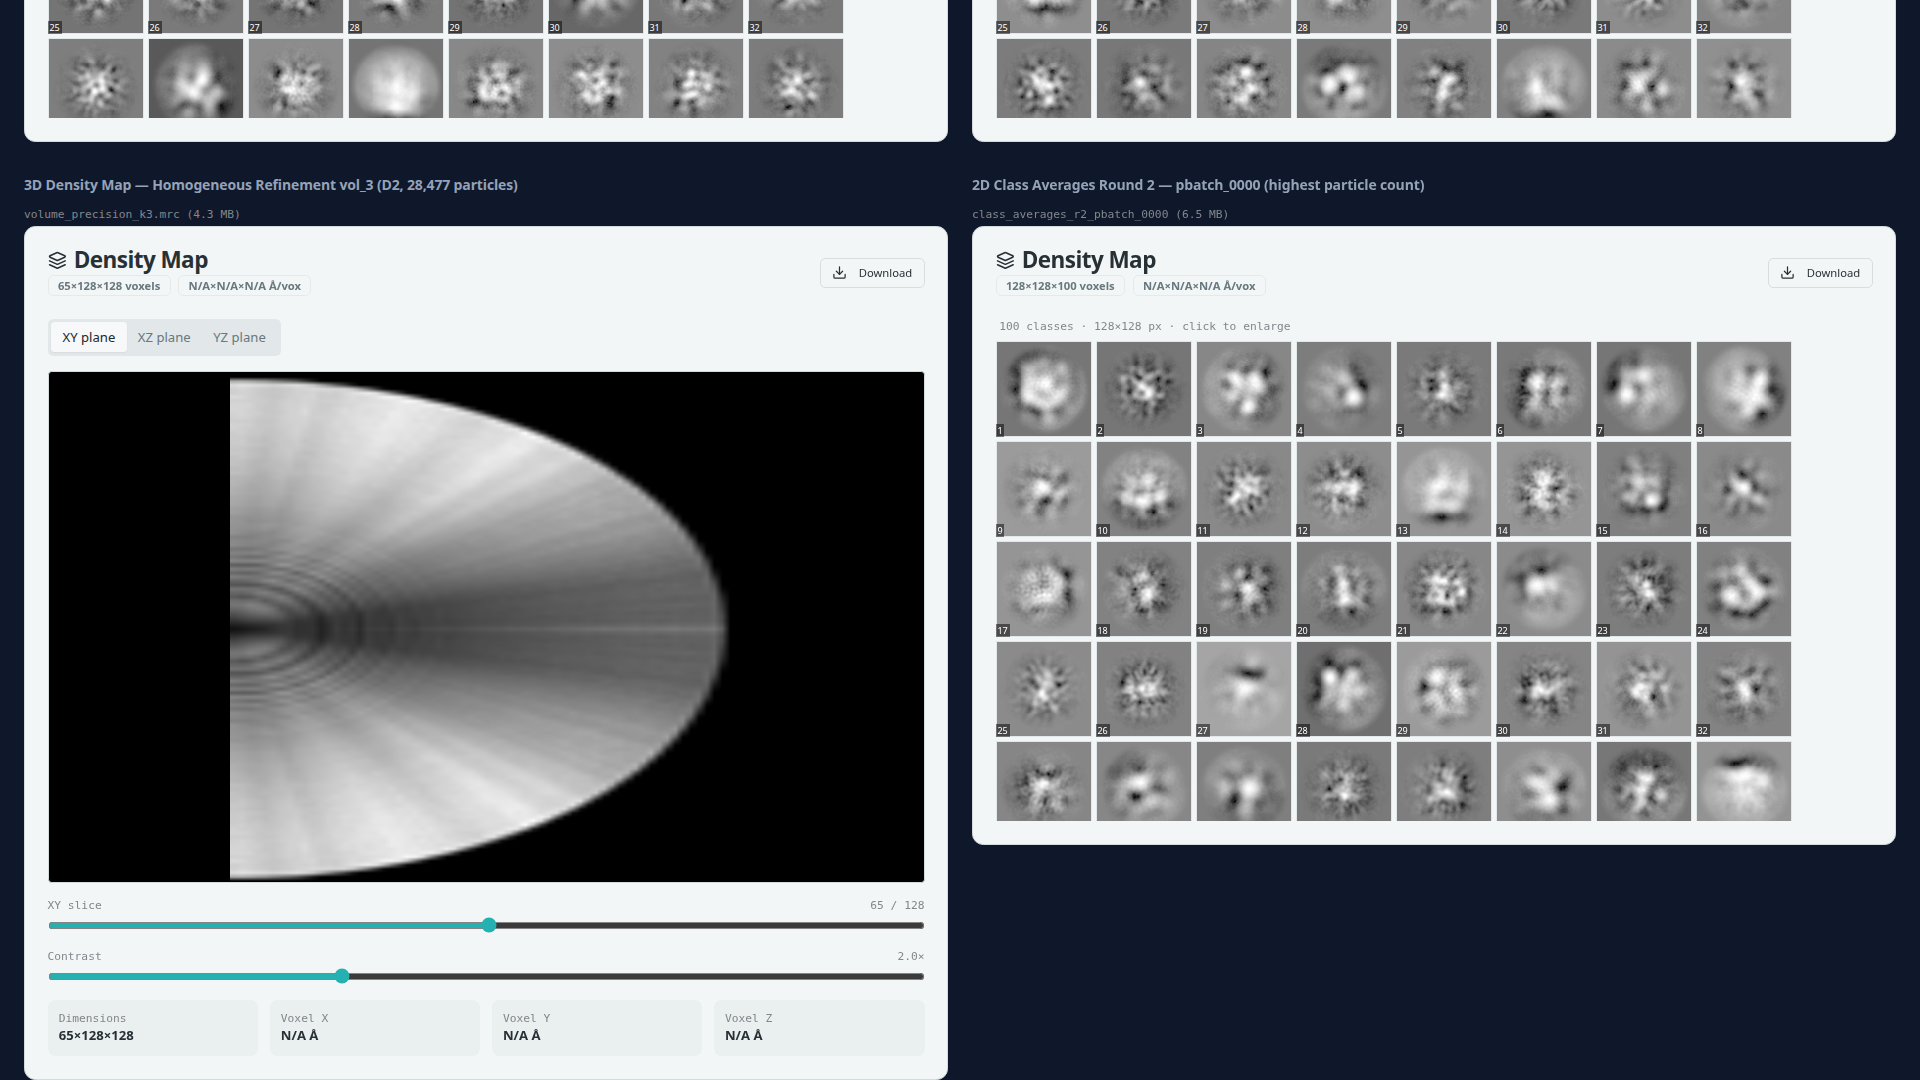 25 26 27 28 29 30 31 32
25 26 27 28 29 30 31 32
3D Density Map — Homogeneous Refinement vol_3 (D2, 28,477 particles)
volume_precision_k3.mrc (4.3 MB)
Density Map
65×128×128 voxels N/A×N/A×N/A Å/vox
Download
XY plane XZ plane YZ plane
XY slice 65 / 128
Contrast 2.0×
Dimensions
65×128×128
Voxel X
N/A Å
Voxel Y
N/A Å
Voxel Z
N/A Å
2D Class Averages Round 2 — pbatch_0000 (highest particle count)
class_averages_r2_pbatch_0000 (6.5 MB)
Density Map
128×128×100 voxels N/A×N/A×N/A Å/vox
Download
100 classes · 128×128 px · click to enlarge
1 2 3 4 5 6 7 8
9 10 11 12 13 14 15 16
17 18 19 20 21 22 23 24
25 26 27 28 29 30 31 32